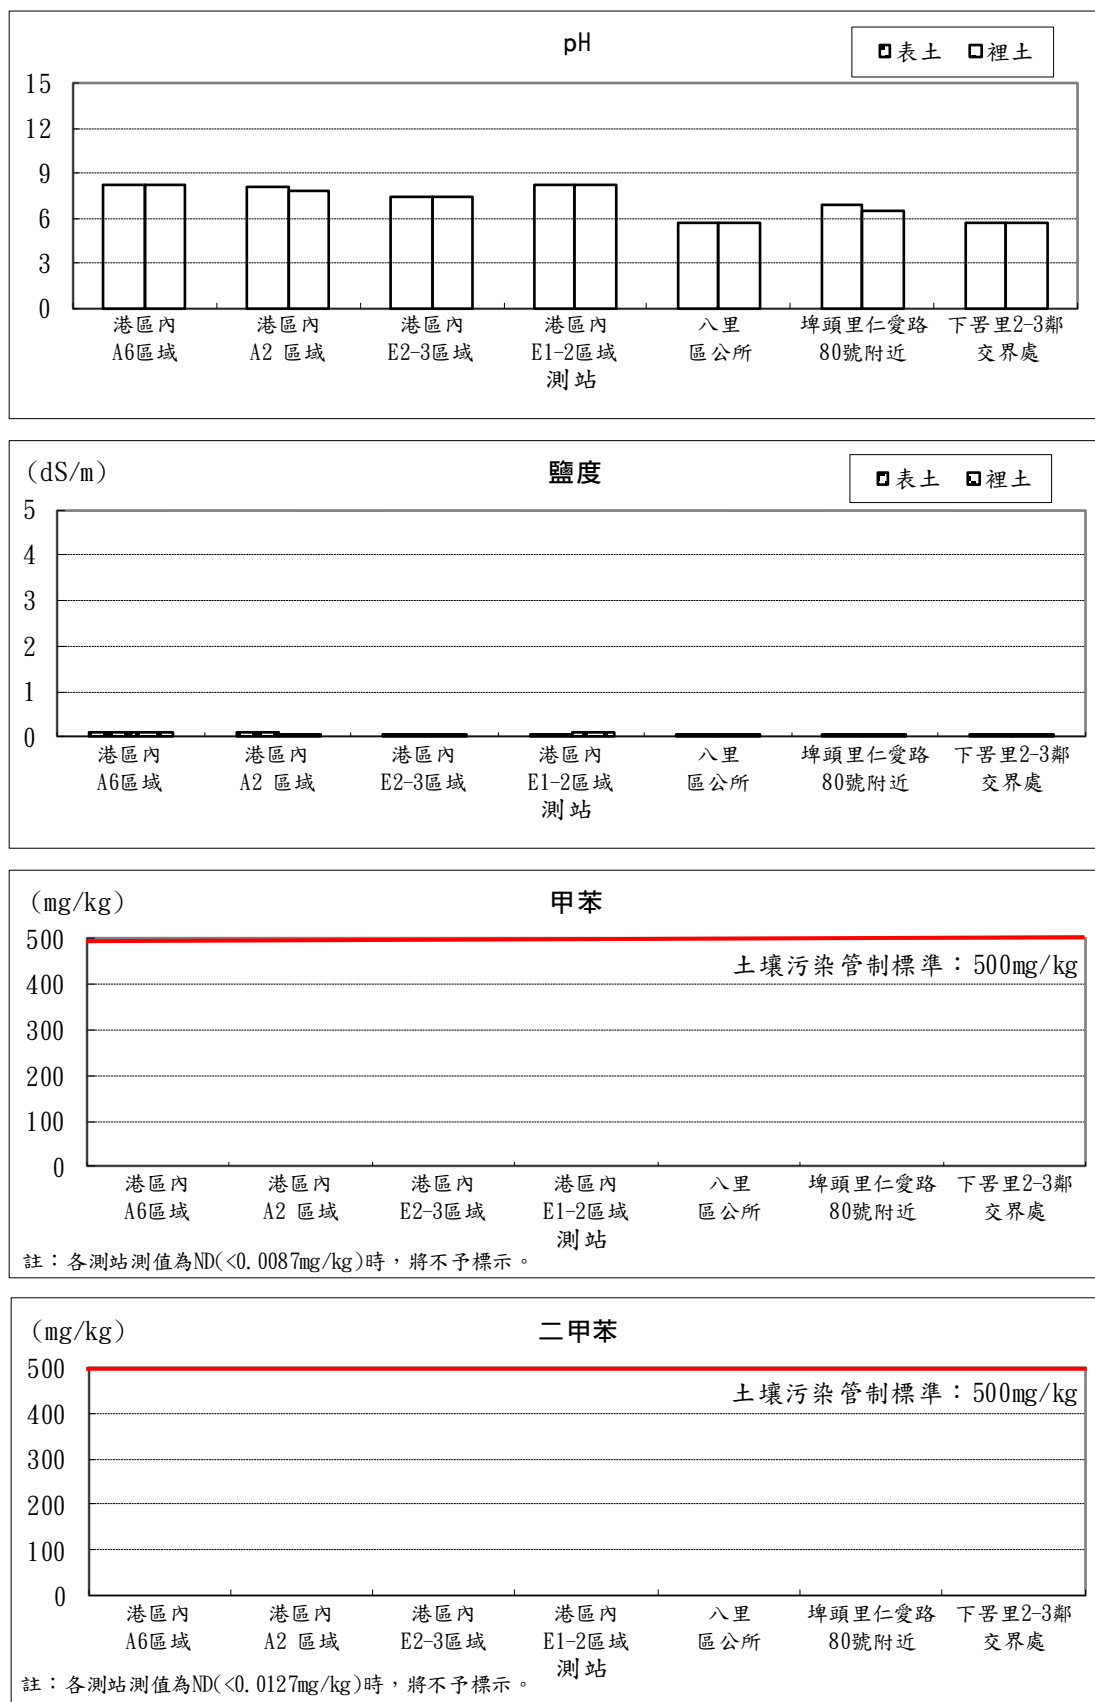 pH
表土 裡土
15
12
9
6
3
0
港區內 港區內 港區內 港區內 八里 埤頭里仁愛路 下罟里2-3鄰
A6區域 A2 區域 E2-3區域 E1-2區域 區公所 80號附近 交界處
測站
(dS/m) 鹽度
表土 裡土
5
4
3
2
1
0
港區內 港區內 港區內 港區內 八里 埤頭里仁愛路 下罟里2-3鄰
A6區域 A2 區域 E2-3區域 E1-2區域 區公所 80號附近 交界處
測站
(mg/kg) 甲苯
500
土壤污染管制標準：500mg/kg
400
300
200
100
0
港區內 港區內 港區內 港區內 八里 埤頭里仁愛路 下罟里2-3鄰
A6區域 A2 區域 E2-3區域 E1-2區域 區公所 80號附近 交界處
測站
註：各測站測值為ND(<0.0087mg/kg)時，將不予標示。
(mg/kg) 二甲苯
500
土壤污染管制標準：500mg/kg
400
300
200
100
0
港區內 港區內 港區內 港區內 八里 埤頭里仁愛路 下罟里2-3鄰
A6區域 A2 區域 E2-3區域 E1-2區域 區公所 80號附近 交界處
測站
註：各測站測值為ND(<0.0127mg/kg)時，將不予標示。